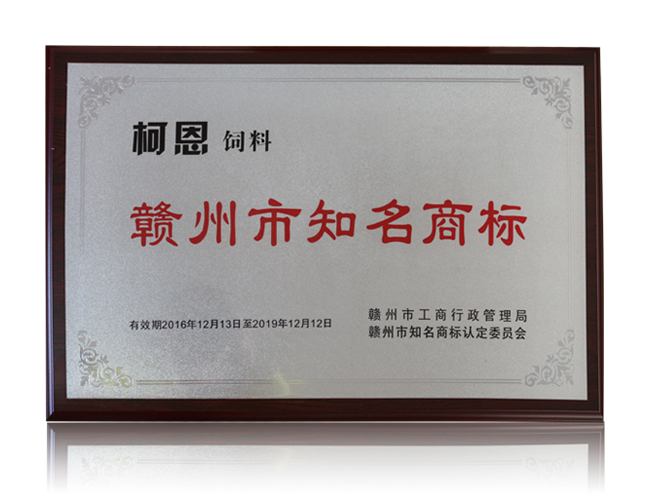 柯恩 饲料
赣州市知名商标
有效期2016年12月13日至2019年12月12日
赣州市工商行政管理局
赣州市知名商标认定委员会